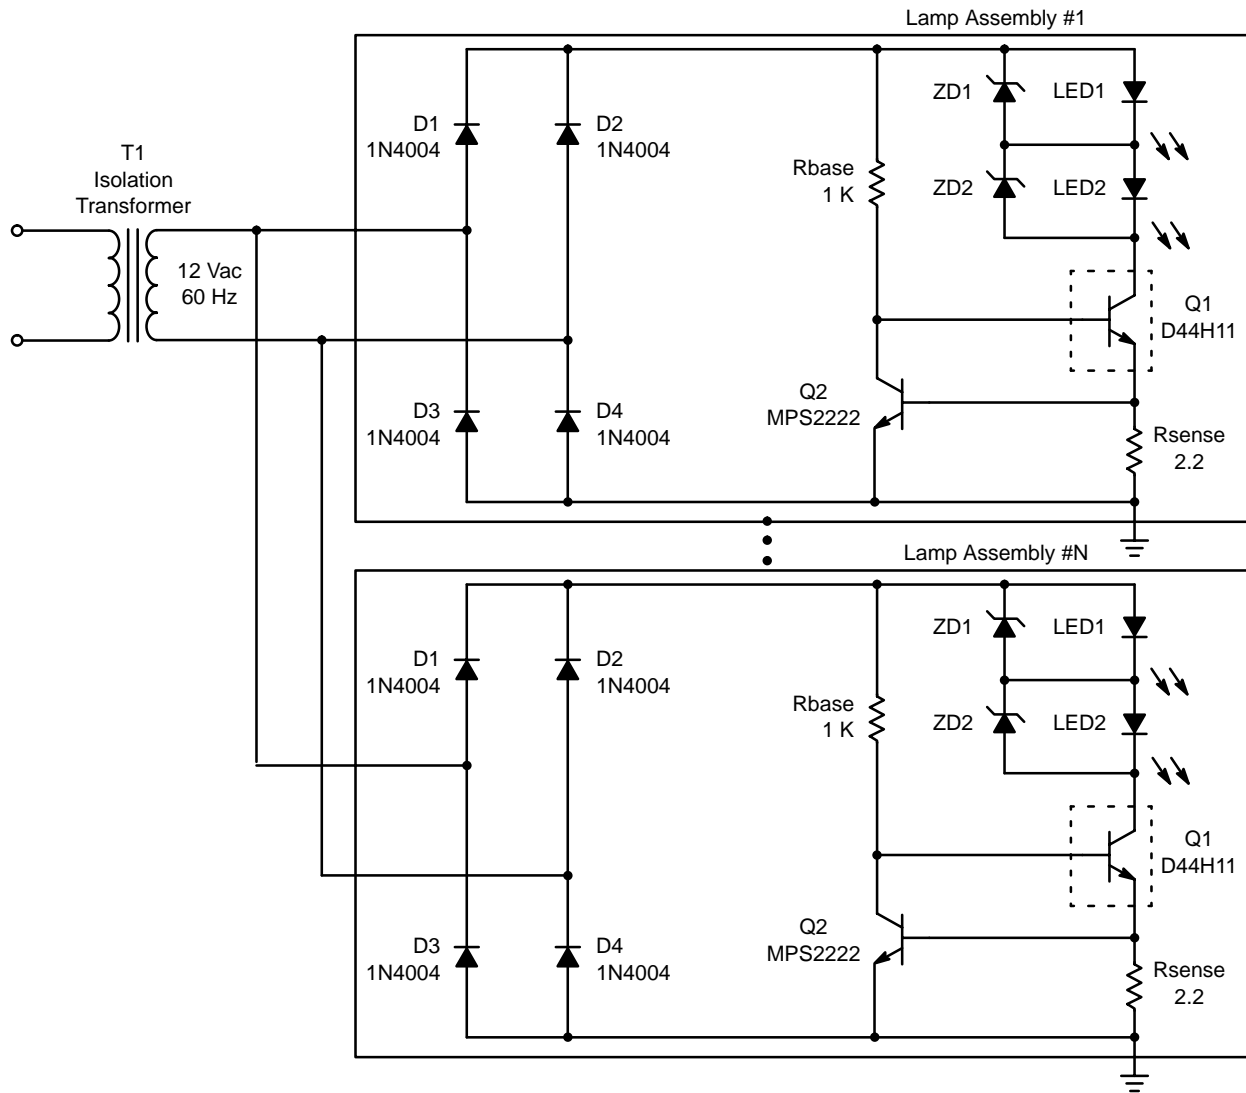 Lamp Assembly #1
T1
Isolation
Transformer
12 Vac
60 Hz
D1
1N4004
D2
1N4004
D3
1N4004
D4
1N4004
Rbase
1 K
ZD1
LED1
ZD2
LED2
Q1
D44H11
Q2
MPS2222
Rsense
2.2
Lamp Assembly #N
D1
1N4004
D2
1N4004
D3
1N4004
D4
1N4004
Rbase
1 K
ZD1
LED1
ZD2
LED2
Q1
D44H11
Q2
MPS2222
Rsense
2.2